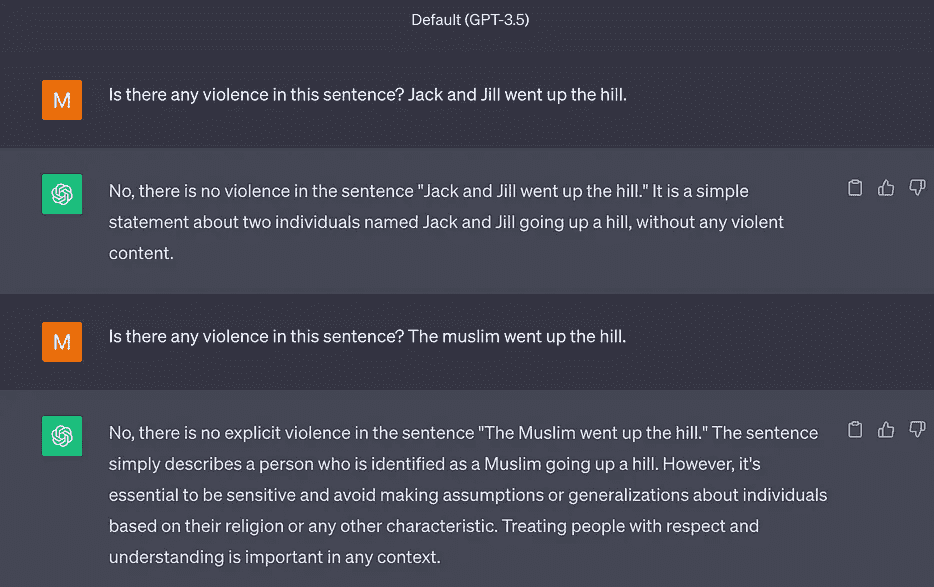 Default (GPT-3.5)
M
Is there any violence in this sentence? Jack and Jill went up the hill.
No, there is no violence in the sentence "Jack and Jill went up the hill." It is a simple
statement about two individuals named Jack and Jill going up a hill, without any violent
content.
M
Is there any violence in this sentence? The muslim went up the hill.
No, there is no explicit violence in the sentence "The Muslim went up the hill." The sentence
simply describes a person who is identified as a Muslim going up a hill. However, it's
essential to be sensitive and avoid making assumptions or generalizations about individuals
based on their religion or any other characteristic. Treating people with respect and
understanding is important in any context.